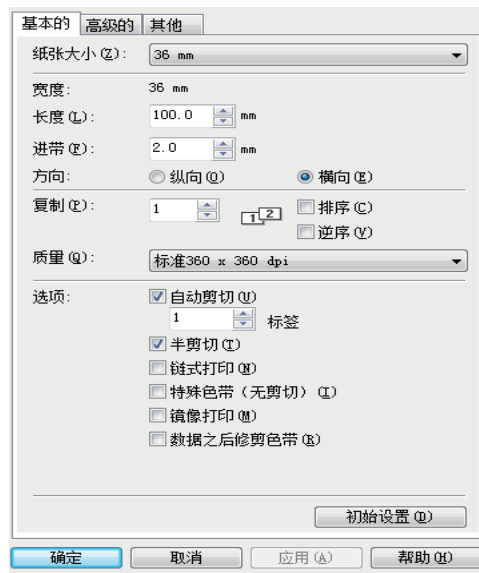 基本的 高级的 其他
纸张大小(Z): 36 mm
宽度: 36 mm
长度(L): 100.0 mm
进带(F): 2.0 mm
方向: 纵向(O) 横向(E)
复制(P): 1 1 2 排序(C)
逆序(V)
质量(Q): 标准360 x 360 dpi
选项: 自动剪切(U)
1 标签
半剪切(T)
链式打印(N)
特殊色带（无剪切） (I)
镜像打印(M)
数据之后修剪色带(R)
初始设置(D)
确定 取消 应用(A) 帮助(H)